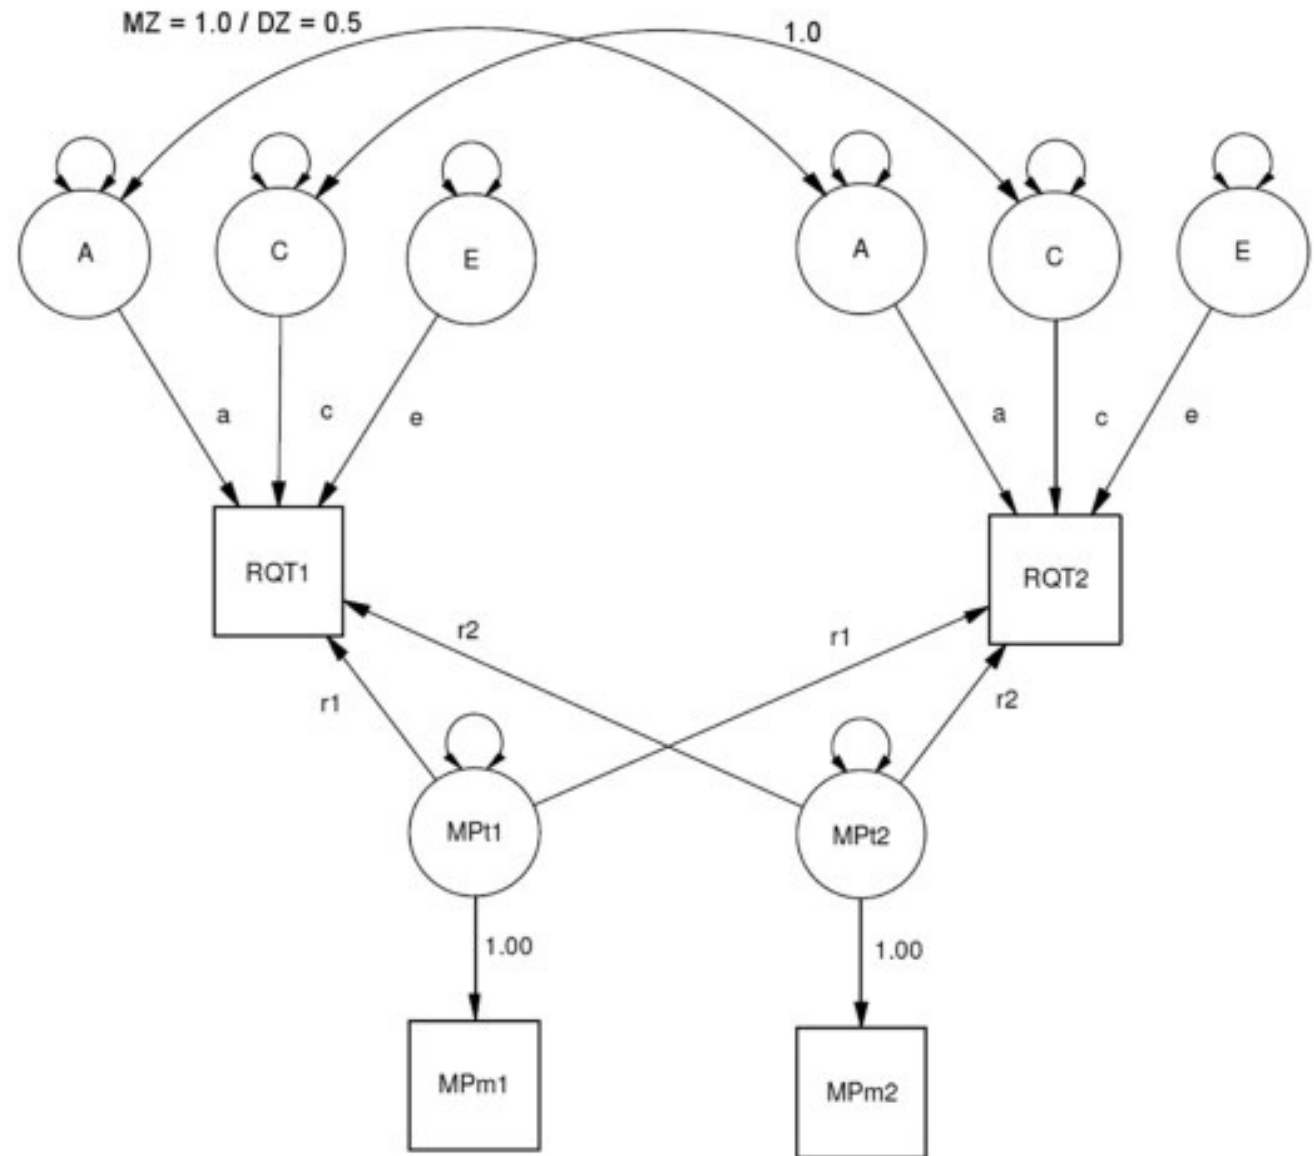 MZ = 1.0 / DZ = 0.5
1.0
A
C
E
A
C
E
a
c
e
a
c
e
RQT1
RQT2
r2
r1
r1
r2
MPt1
MPt2
1.00
1.00
MPm1
MPm2